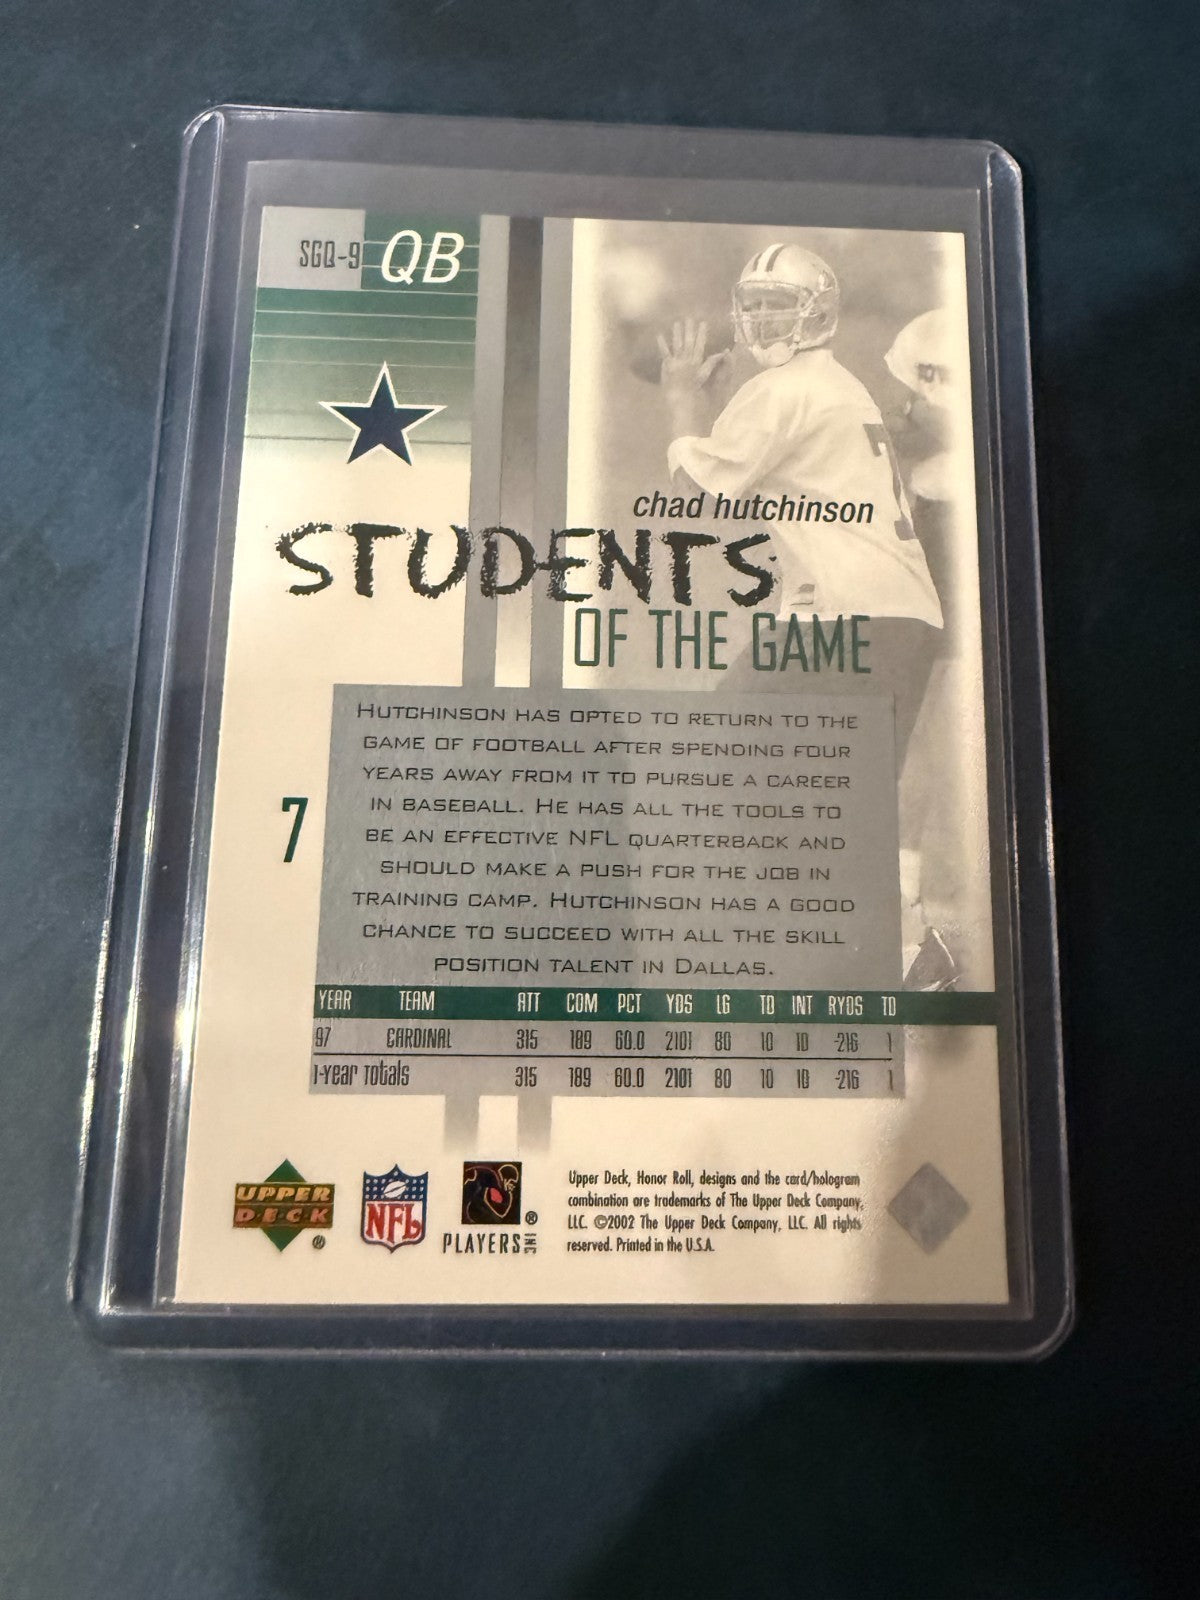 SGQ-9
QB
chad hutchinson
STUDENTS
OF THE GAME
HUTCHINSON HAS OPTED TO RETURN TO THE
GAME OF FOOTBALL AFTER SPENDING FOUR
YEARS AWAY FROM IT TO PURSUE A CAREER
IN BASEBALL. HE HAS ALL THE TOOLS TO
BE AN EFFECTIVE NFL QUARTERBACK AND
SHOULD MAKE A PUSH FOR THE JOB IN
TRAINING CAMP. HUTCHINSON HAS A GOOD
CHANCE TO SUCCEED WITH ALL THE SKILL
POSITION TALENT IN DALLAS.
7
YEAR TEAM ATT COM PCT YDS LG TD INT RYDS TD
97 CARDINAL 315 189 60.0 2101 80 10 10 -216 1
1-Year Totals 315 189 60.0 2101 80 10 10 -216 1
UPPER
DECK
®
NFL
®
PLAYERS INC
Upper Deck, Honor Roll, designs and the card/hologram
combination are trademarks of The Upper Deck Company,
LLC. ©2002 The Upper Deck Company, LLC. All rights
reserved. Printed in the U.S.A.